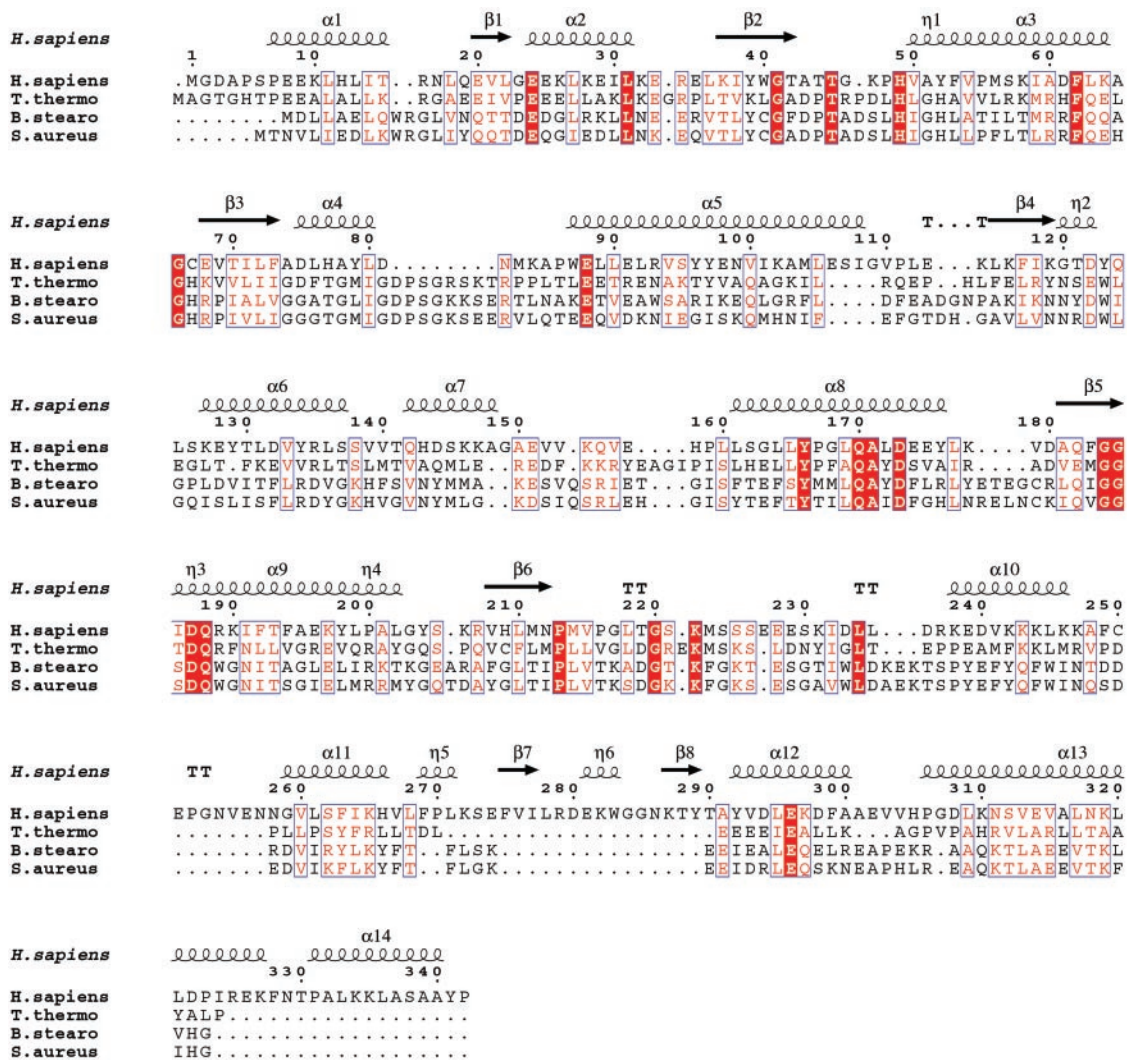 α1 β1 α2 β2 η1 α3
H.sapiens
1 10 20 30 40 50 60
H.sapiens .MGDAPSPEEKLHLIT..RNLQEVLGEEKLKEILKE.RELKIYWGTATTG.KPHVAYFVPMSKIADFLKA
T.thermo MAGTGHTPEEALALLK..RGAEEIVPEEELLAKLKEGRPLTVKLGADPTRPDLHLGHAVVLRKMRHFQEL
B.stearo ........MDLLAELQWRGLVNQTTDEDGLRKLLNE.ERVTLYCGFDPTADSLHIGHLATILTMRRFQQA
S.aureus ......MTNVLIEDLKWRGLIYQQTDEQGIEDLLNK.EQVTLYCGADPTADSLHIGHLLPFLTLRRFQEH
β3 α4 α5 T...T β4 η2
H.sapiens
70 80 90 100 110 120
H.sapiens GCEVTILFADLHAYLD.........NMKAPWELLELRVSYYENVIKAMLESIGVPLE..KLKFIKGTDYQ
T.thermo GHKVVLIIGDFTGMIGDPSGRSKTRPPLTLEETRENAKTYVAQAGKIL...RQEP..HLFELRYNSEWL
B.stearo GHRPIALVGGATGLIGDPSGKKSERTLNAKETVEAWSARIKEQLGRFL...DFEADGNPAKIKNNYDWI
S.aureus GHRPIVLIGGGTGMIGDPSGKSEERVLQTEEQVDKNIEGISKQMHNIF....EFGTDH.GAVLVNNRDWL
α6 α7 α8 β5
H.sapiens
130 140 150 160 170 180
H.sapiens LSKEYTLDVYRLSSVVTQHDSKKAGAEVV.KQVE...HPLLSGLLYPGLQALDEEYLK....VDAQFGG
T.thermo EGLT.FKEVVRLTSLMTVAQMLE..REDF.KKRYEAGIPISLHELLYPFAQAYDSVAIR....ADVEMGG
B.stearo GPLDVITFLRDVGKHFSVNYMMA..KESVQSRIET...GISFTEFSYMMLQAYDFLRLYETEGCRLQIGG
S.aureus GQISLISFLRDYGKHVGVNYMLG..KDSIQSRLEH...GISYTEFTYTILQAIDFGHLNRELNCKIQVGG
η3 α9 η4 β6 TT TT α10
H.sapiens
190 200 210 220 230 240 250
H.sapiens IDQRKIFTFAEKYLPALGYS.KRVHLMNPMVPGLTGS.KMSSSEEESKIDLL...DRKEDVKKKLKKAFC
T.thermo TDQRFNLLVGREVQRAYGQS.PQVCFLMPLLVGLDGREKMSKS.LDNYIGLT...EPPEAMFKKLMRVPD
B.stearo SDQWGNITAGLELIRKTKGEARAFGLTIPLVTKADGT.KFGKT.ESGTIWLDKEKTSPYEFYQFWINTDD
S.aureus SDQWGNITSGIELMRRMYGQTDAYGLTIPLVTKSDGK.KFGKS.ESGAVWLDAEKTSPYEFYQFWINQSD
TT α11 η5 β7 η6 β8 α12 α13
H.sapiens
260 270 280 290 300 310 320
H.sapiens EPGNVENNGVLSFIKHVLFPLKSEFVILRDEKWGGNKTYTAYVDLEKDFAAEVVHPGDLKNSVEVALNKL
T.thermo .......PLLPSYFRLLTDL....................EEEEIEALLK...AGPVPAHRVLARLLTAA
B.stearo .......RDVIRYLKYFT..FLSK...............EEIEALEQELREAPEKR.AAQKTLAEEVTKL
S.aureus .......EDVIKFLKYFT..FLGK...............EEIDRLEQSKNEAPHLR.EAQKTLAEEVTKF
α14
H.sapiens
330 340
H.sapiens LDPIREKFNTPALKKLASAAYP
T.thermo YALP..................
B.stearo VHG...................
S.aureus IHG...................